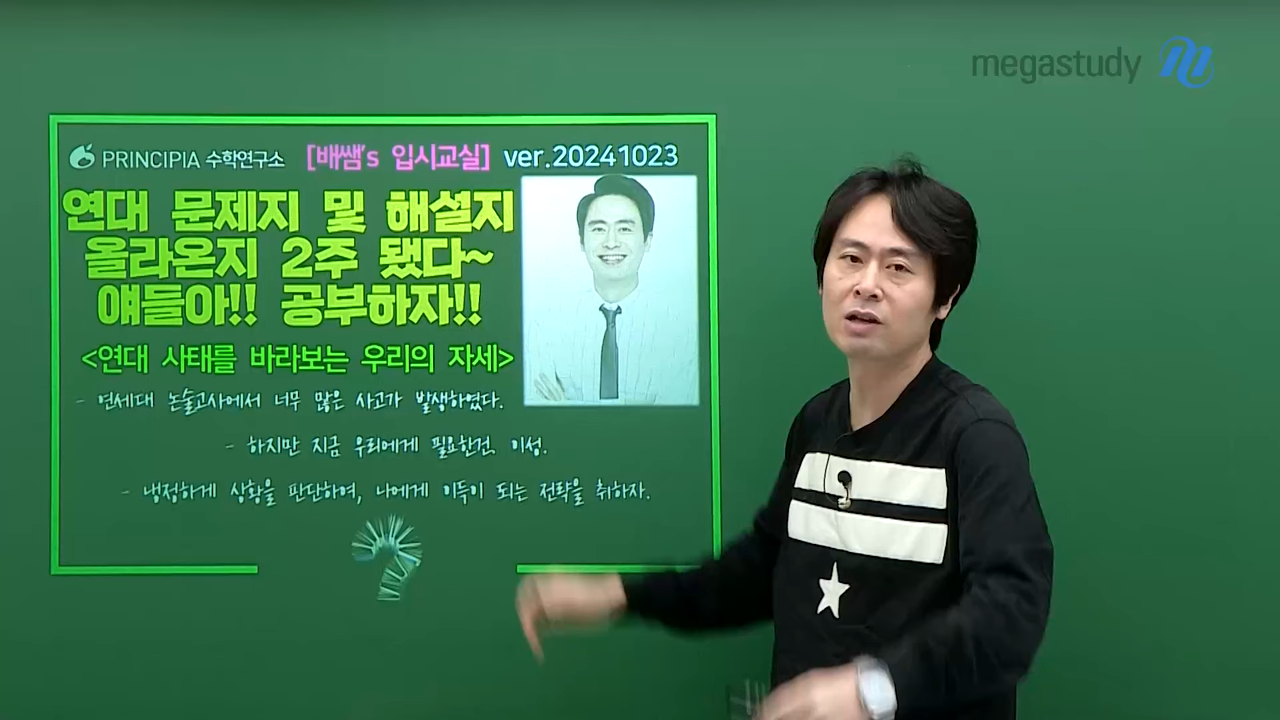 megastudy
PRINCIPIA 수학연구소 [배쌤's 입시교실] ver.20241023
연대 문제지 및 해설지
올라온지 2주 됐다~
얘들아!! 공부하자!!
<연대 사태를 바라보는 우리의 자세>
- 연세대 논술고사에서 너무 많은 사고가 발생하였다.
- 하지만 지금 우리에게 필요한건, 이성.
- 냉정하게 상황을 판단하여, 나에게 이득이 되는 전략을 취하자.
?